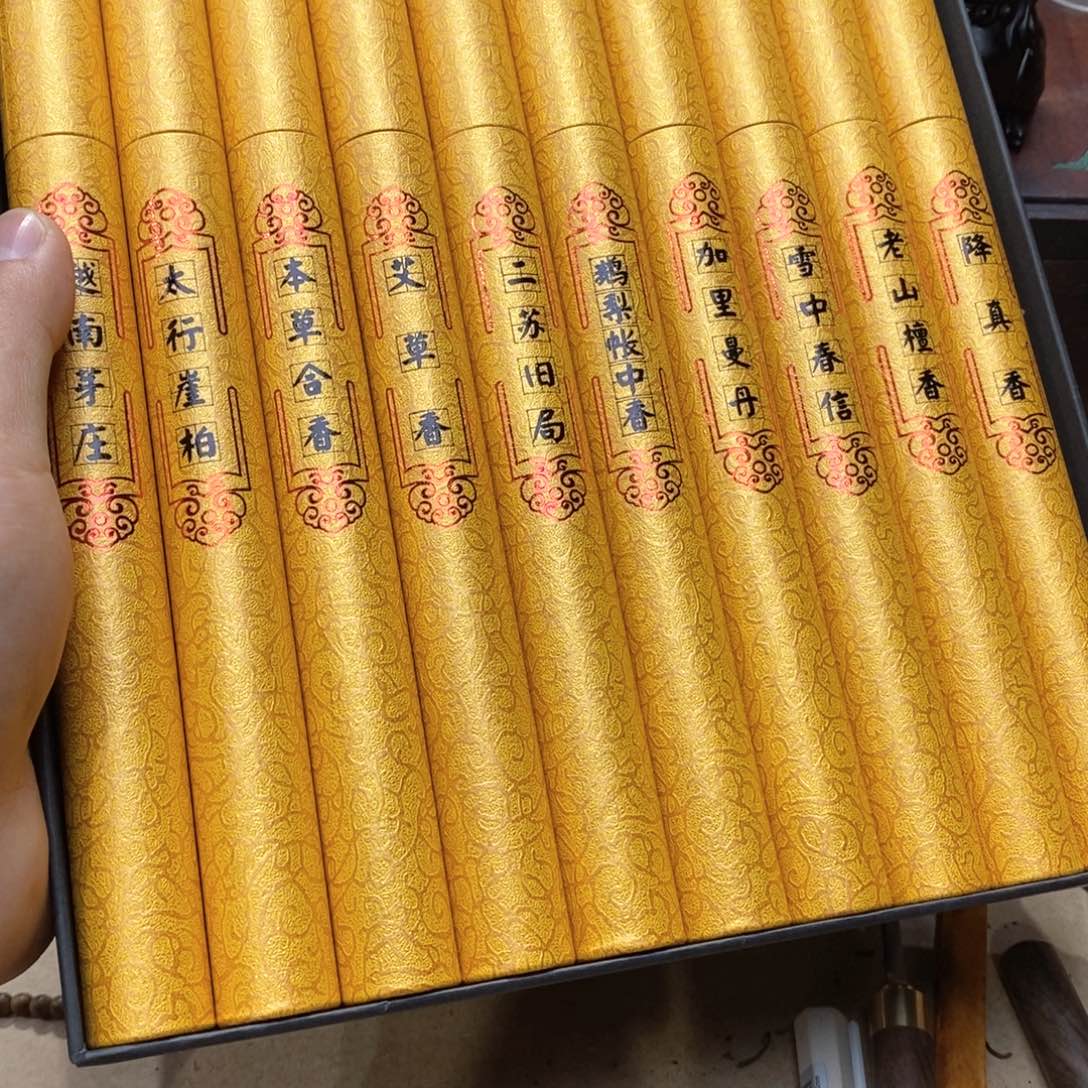 越南芽庄
太行崖柏
本草合香
艾草香
二苏旧局
鹅梨帐中香
加里曼丹
雪中春信
老山檀香
降真香